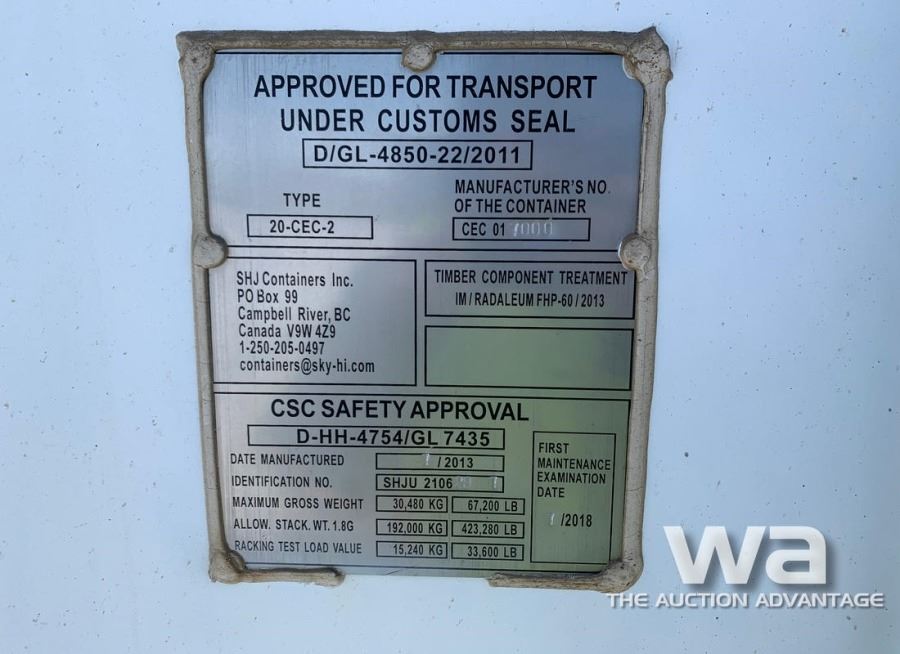 APPROVED FOR TRANSPORT
UNDER CUSTOMS SEAL
D/GL-4850-22/2011
TYPE
20-CEC-2
MANUFACTURER'S NO.
OF THE CONTAINER
CEC 01
SHJ Containers Inc.
PO Box 99
Campbell River, BC
Canada V9W 4Z9
1-250-205-0497
containers@sky-hi.com
TIMBER COMPONENT TREATMENT
IM / RADALEUM FHP-60 / 2013
CSC SAFETY APPROVAL
D-HH-4754/GL 7435
DATE MANUFACTURED /2013
IDENTIFICATION NO. SHJU 2106
MAXIMUM GROSS WEIGHT 30,480 KG 67,200 LB
ALLOW. STACK. WT. 1.8G 192,000 KG 423,280 LB
RACKING TEST LOAD VALUE 15,240 KG 33,600 LB
FIRST
MAINTENANCE
EXAMINATION
DATE
/2018
wa
THE AUCTION ADVANTAGE